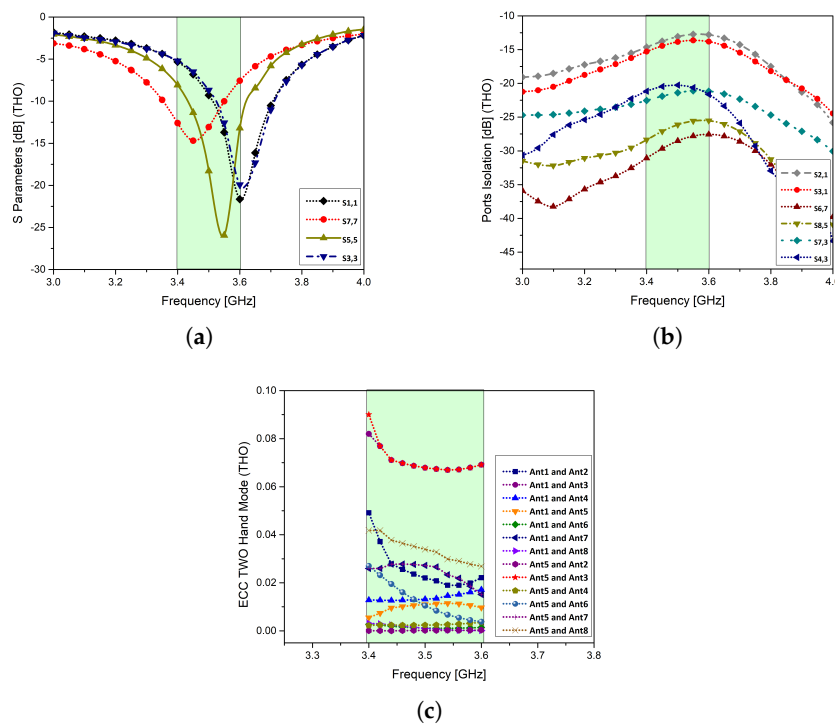 S Parameters [dB] (THO)
0
-5
-10
-15
-20
-25
-30
3.0 3.2 3.4 3.6 3.8 4.0
Frequency [GHz]
S1,1
S7,7
S5,5
S3,3
(a)
Ports Isolation [dB] (THO)
-10
-15
-20
-25
-30
-35
-40
-45
3.0 3.2 3.4 3.6 3.8 4.0
Frequency [GHz]
S2,1
S3,1
S6,7
S8,5
S7,3
S4,3
(b)
ECC TWO Hand Mode (THO)
0.10
0.08
0.06
0.04
0.02
0.00
3.3 3.4 3.5 3.6 3.7 3.8
Frequency [GHz]
Ant1 and Ant2
Ant1 and Ant3
Ant1 and Ant4
Ant1 and Ant5
Ant1 and Ant6
Ant1 and Ant7
Ant1 and Ant8
Ant5 and Ant2
Ant5 and Ant3
Ant5 and Ant4
Ant5 and Ant6
Ant5 and Ant7
Ant5 and Ant8
(c)